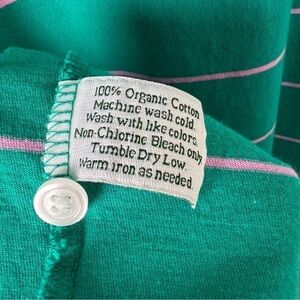 100% Organic Cotton
Machine wash cold.
Wash with like colors.
Non-Chlorine Bleach only.
Tumble Dry Low.
Warm iron as needed.